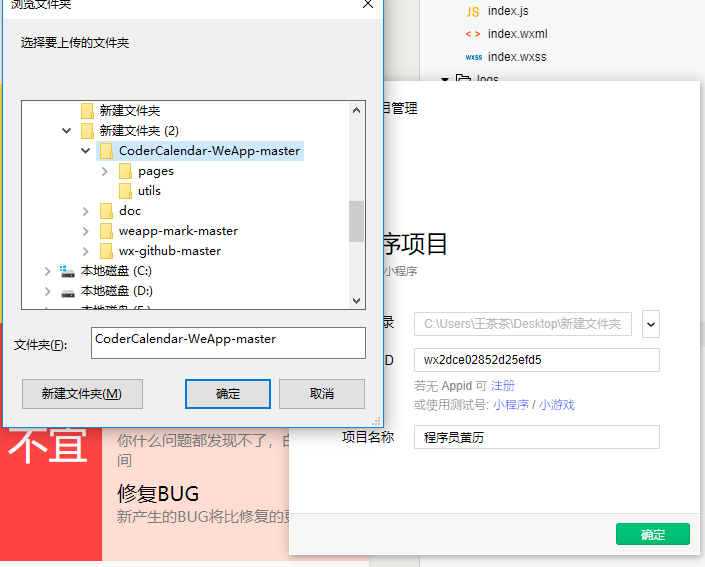 浏览文件夹
选择要上传的文件夹
新建文件夹
新建文件夹 (2)
CoderCalendar-WeApp-master
pages
utils
doc
weapp-mark-master
wx-github-master
本地磁盘 (C:)
本地磁盘 (D:)
文件夹(F):
CoderCalendar-WeApp-master
新建文件夹(M)
确定
取消
JS index.js
<> index.wxml
wxss index.wxss
logs
目管理
序项目
小程序
录
C:\Users\王茶茶\Desktop\新建文件夹
D
wx2dce02852d25efd5
若无 Appid 可 注册
或使用测试号: 小程序 / 小游戏
项目名称
程序员黄历
确定
不宜
你什么问题都发现不了，白
间
修复BUG
新产生的BUG将比修复的更